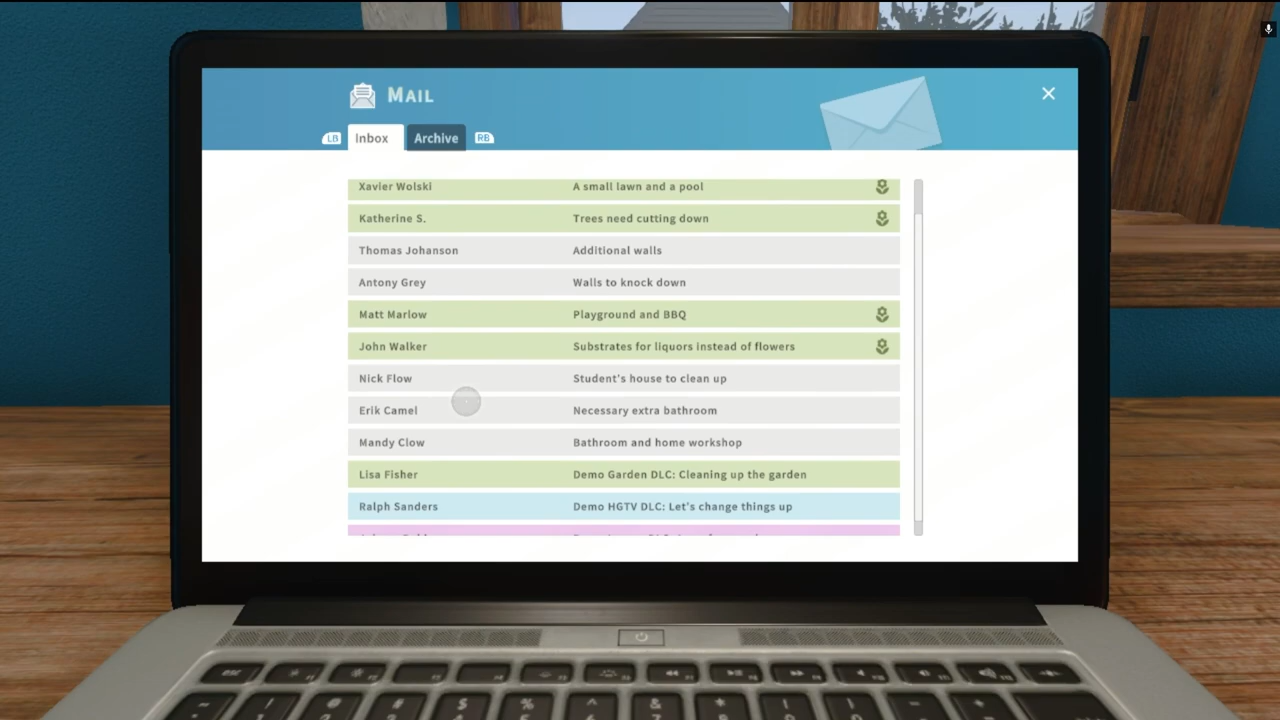 MAIL
LB Inbox Archive RB
Xavier Wolski A small lawn and a pool
Katherine S. Trees need cutting down
Thomas Johanson Additional walls
Antony Grey Walls to knock down
Matt Marlow Playground and BBQ
John Walker Substrates for liquors instead of flowers
Nick Flow Student's house to clean up
Erik Camel Necessary extra bathroom
Mandy Clow Bathroom and home workshop
Lisa Fisher Demo Garden DLC: Cleaning up the garden
Ralph Sanders Demo HGTV DLC: Let's change things up
esc